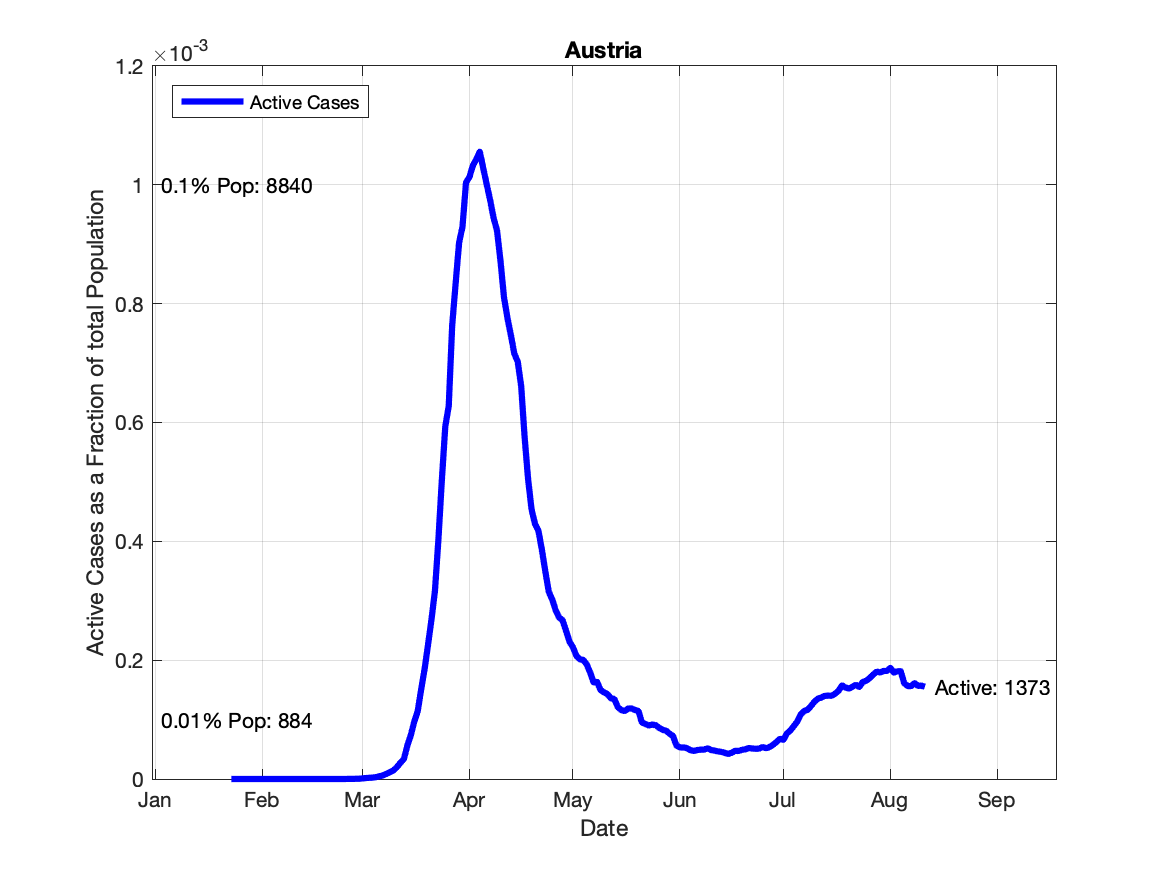 Austria
×10-3
1.2
1
0.8
0.6
0.4
0.2
0
Active Cases as a Fraction of total Population
Active Cases
0.1% Pop: 8840
0.01% Pop: 884
Active: 1373
Jan Feb Mar Apr May Jun Jul Aug Sep
Date